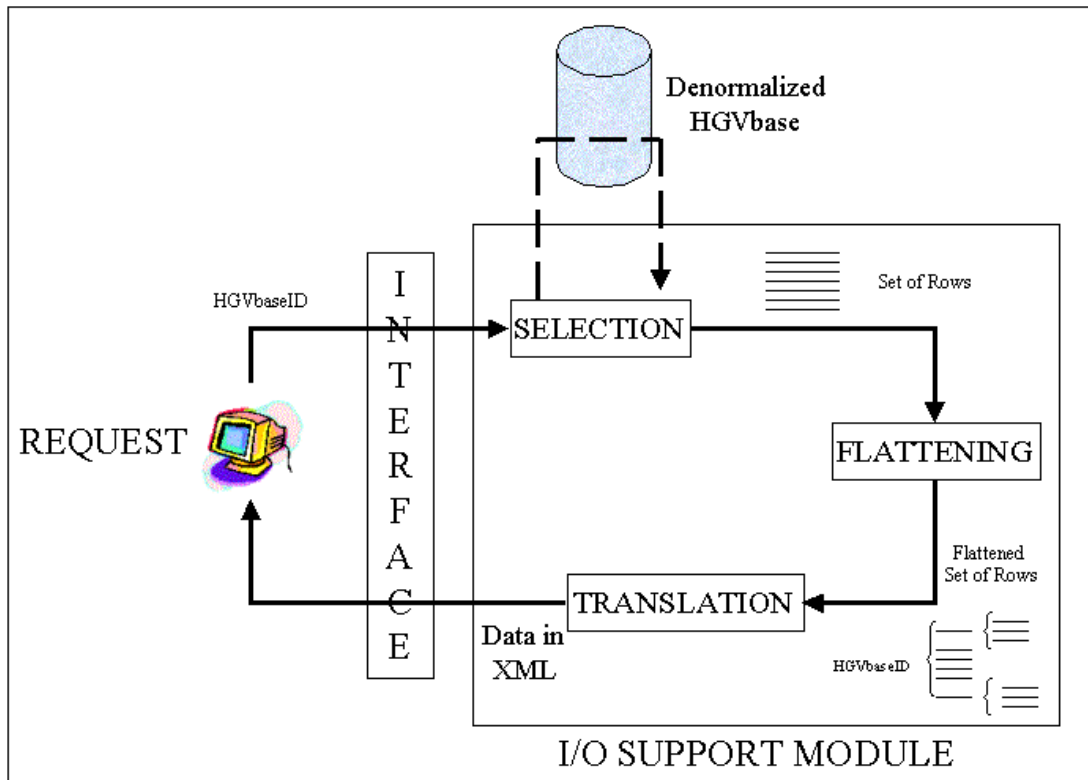 Denormalized
HGVbase
I
N
T
E
R
F
A
C
E
HGVbaseID
SELECTION
Set of Rows
REQUEST
FLATTENING
Flattened
Set of Rows
TRANSLATION
Data in
XML
HGVbaseID
I/O SUPPORT MODULE